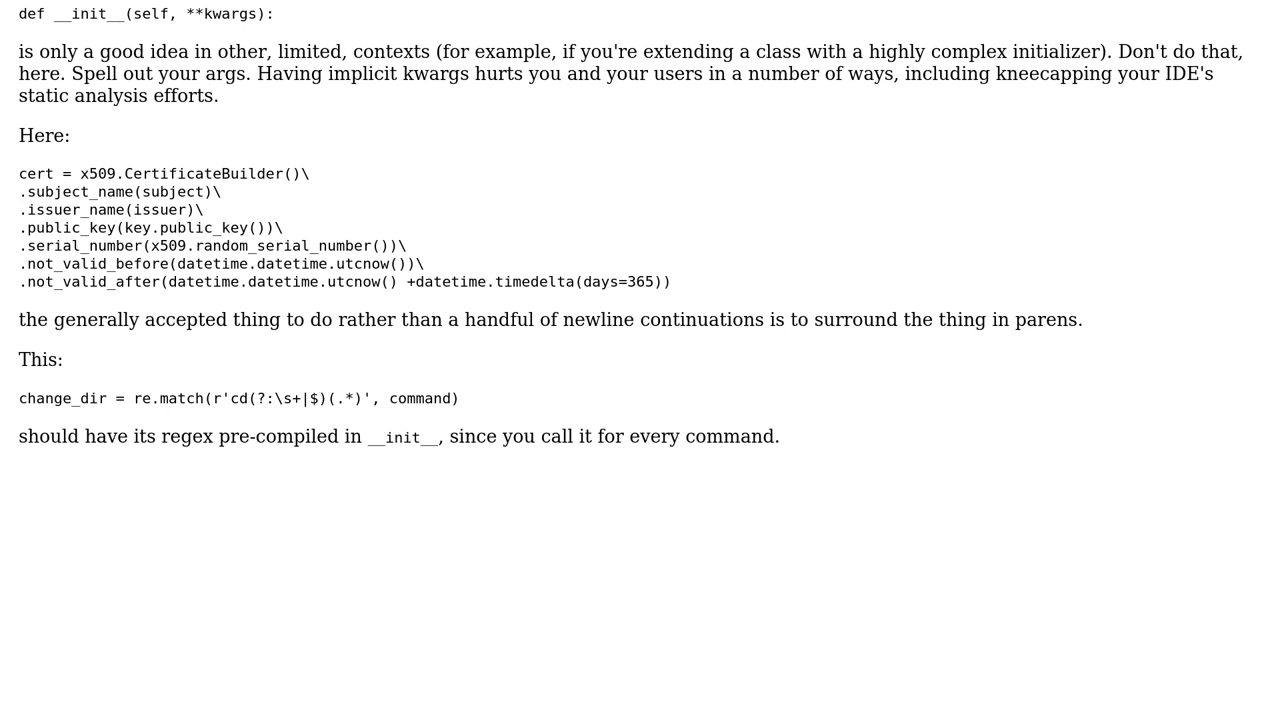 def __init__(self, **kwargs):
is only a good idea in other, limited, contexts (for example, if you're extending a class with a highly complex initializer). Don't do that,
here. Spell out your args. Having implicit kwargs hurts you and your users in a number of ways, including kneecapping your IDE's
static analysis efforts.
Here:
cert = x509.CertificateBuilder()\
.subject_name(subject)\
.issuer_name(issuer)\
.public_key(key.public_key())\
.serial_number(x509.random_serial_number())\
.not_valid_before(datetime.datetime.utcnow())\
.not_valid_after(datetime.datetime.utcnow() +datetime.timedelta(days=365))
the generally accepted thing to do rather than a handful of newline continuations is to surround the thing in parens.
This:
change_dir = re.match(r'cd(?:\s+|$)(.*)', command)
should have its regex pre-compiled in __init__, since you call it for every command.